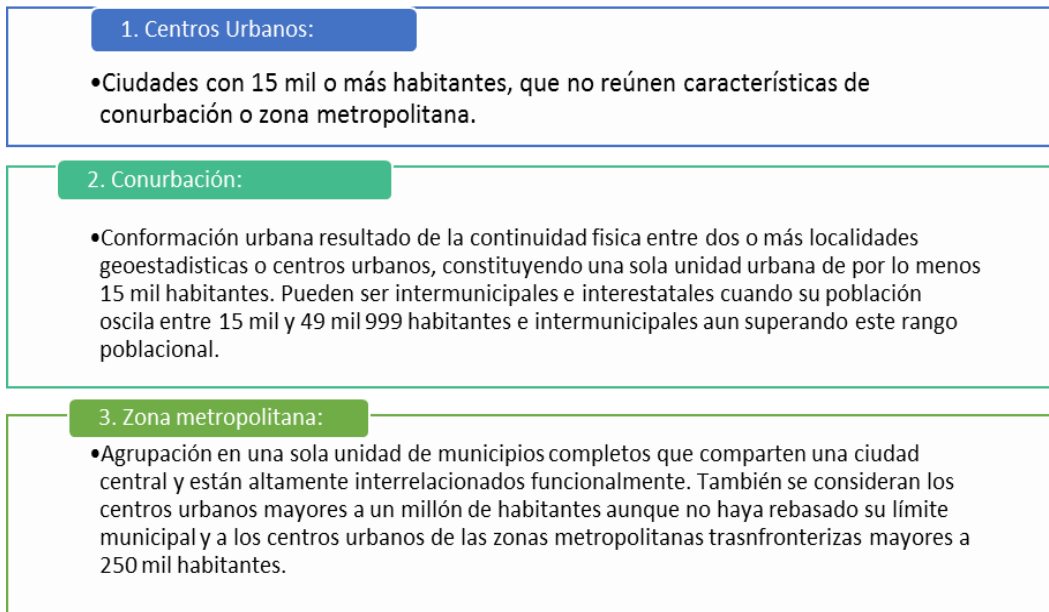 1. Centros Urbanos:
•Ciudades con 15 mil o más habitantes, que no reúnen características de
conurbación o zona metropolitana.
2. Conurbación:
•Conformación urbana resultado de la continuidad fisica entre dos o más localidades
geoestadisticas o centros urbanos, constituyendo una sola unidad urbana de por lo menos
15 mil habitantes. Pueden ser intermunicipales e interestatales cuando su población
oscila entre 15 mil y 49 mil 999 habitantes e intermunicipales aun superando este rango
poblacional.
3. Zona metropolitana:
•Agrupación en una sola unidad de municipios completos que comparten una ciudad
central y están altamente interrelacionados funcionalmente. También se consideran los
centros urbanos mayores a un millón de habitantes aunque no haya rebasado su límite
municipal y a los centros urbanos de las zonas metropolitanas trasnfronterizas mayores a
250 mil habitantes.